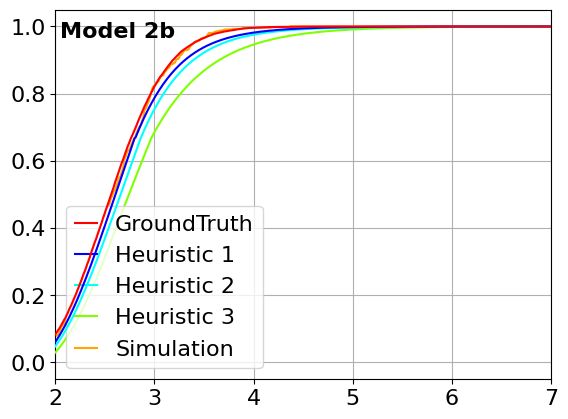 Model 2b
1.0
0.8
0.6
0.4
0.2
0.0
GroundTruth
Heuristic 1
Heuristic 2
Heuristic 3
Simulation
2 3 4 5 6 7